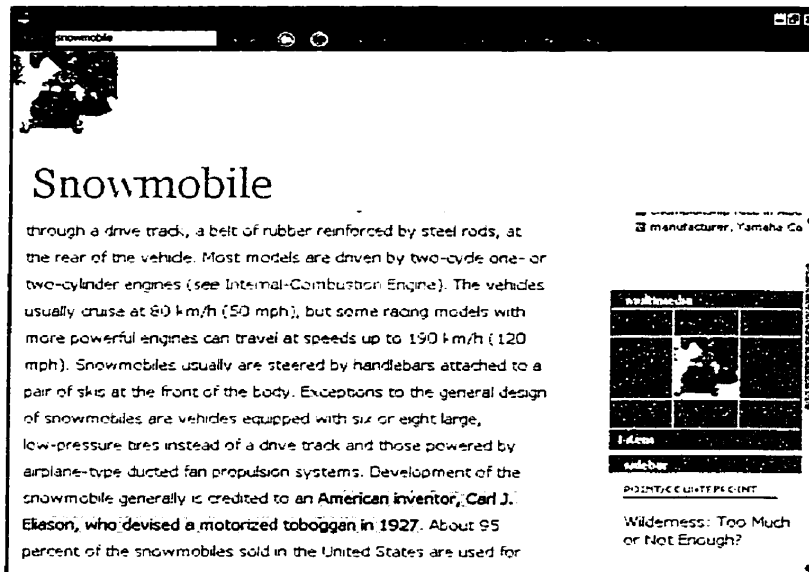 snowmobile
Snowmobile
through a drive track, a belt of rubber reinforced by steel rods, at
the rear of the vehicle. Most models are driven by two-cycle one- or
two-cylinder engines (see Internal-Combustion Engine). The vehicles
usually cruise at 80 km/h (50 mph), but some racing models with
more powerful engines can travel at speeds up to 190 km/h (120
mph). Snowmobiles usually are steered by handlebars attached to a
pair of skis at the front of the body. Exceptions to the general design
of snowmobiles are vehicles equipped with six or eight large,
low-pressure tires instead of a drive track and those powered by
airplane-type ducted fan propulsion systems. Development of the
snowmobile generally is credited to an American inventor, Carl J.
Eliason, who devised a motorized toboggan in 1927. About 95
percent of the snowmobiles sold in the United States are used for
manufacturer, Yamaha Co
multimedia
1 item
sidebar
POINT/COUNTERPOINT
Wilderness: Too Much
or Not Enough?